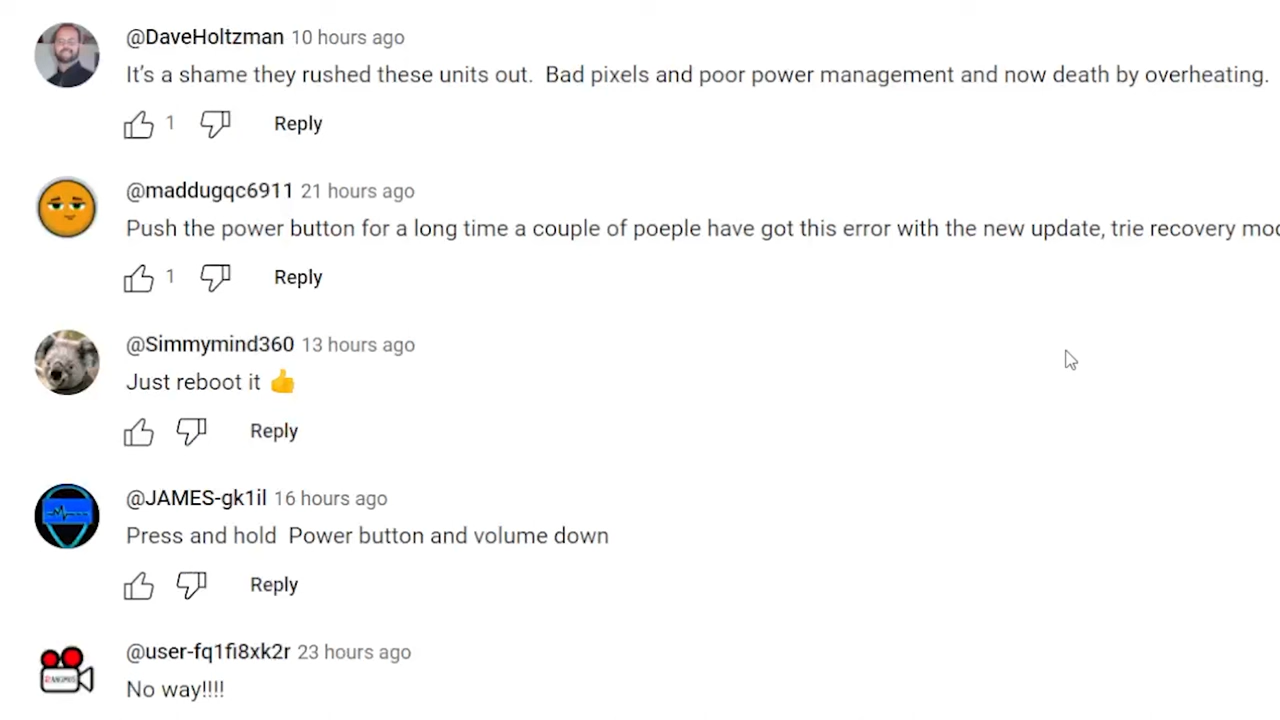 @DaveHoltzman 10 hours ago
It's a shame they rushed these units out.  Bad pixels and poor power management and now death by overheating.
1 Reply
@maddugqc6911 21 hours ago
Push the power button for a long time a couple of poeple have got this error with the new update, trie recovery
1 Reply
@Simmymind360 13 hours ago
Just reboot it 👍
Reply
@JAMES-gk1il 16 hours ago
Press and hold  Power button and volume down
Reply
@user-fq1fi8xk2r 23 hours ago
No way!!!!